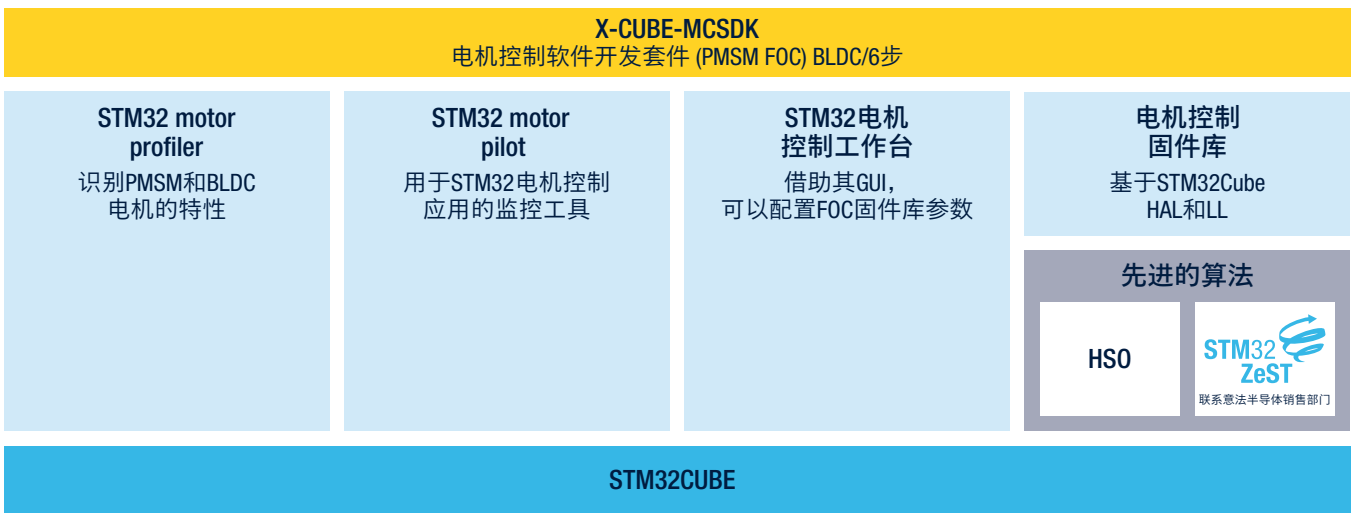 X-CUBE-MCSDK
电机控制软件开发套件 (PMSM FOC) BLDC/6步
STM32 motor
profiler
识别PMSM和BLDC
电机的特性
STM32 motor
pilot
用于STM32电机控制
应用的监控工具
STM32电机
控制工作台
借助其GUI，
可以配置FOC固件库参数
电机控制
固件库
基于STM32Cube
HAL和LL
先进的算法
HSO
STM32
ZeST
联系意法半导体销售部门
STM32CUBE